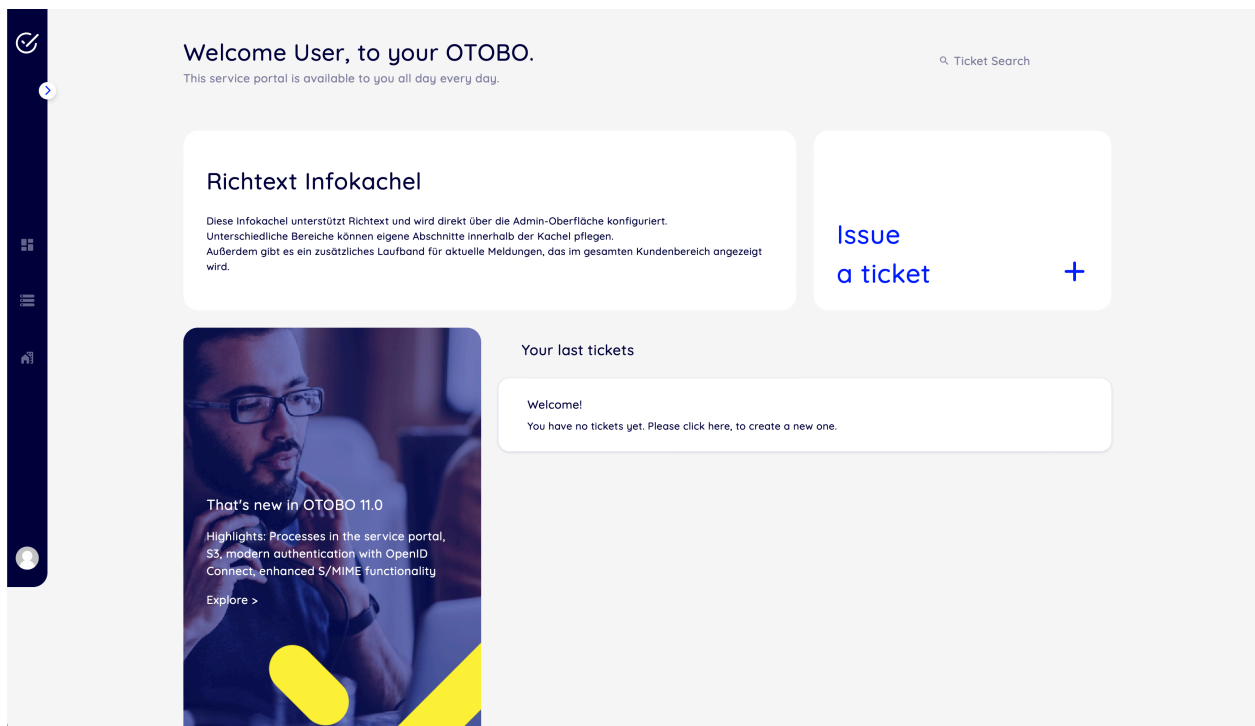 Welcome User, to your OTOBO.
This service portal is available to you all day every day.
Ticket Search
Richtext Infokachel
Diese Infokachel unterstützt Richtext und wird direkt über die Admin-Oberfläche konfiguriert.
Unterschiedliche Bereiche können eigene Abschnitte innerhalb der Kachel pflegen.
Außerdem gibt es ein zusätzliches Laufband für aktuelle Meldungen, das im gesamten Kundenbereich angezeigt
wird.
Issue
a ticket
That's new in OTOBO 11.0
Highlights: Processes in the service portal,
S3, modern authentication with OpenID
Connect, enhanced S/MIME functionality
Explore >
Your last tickets
Welcome!
You have no tickets yet. Please click here, to create a new one.